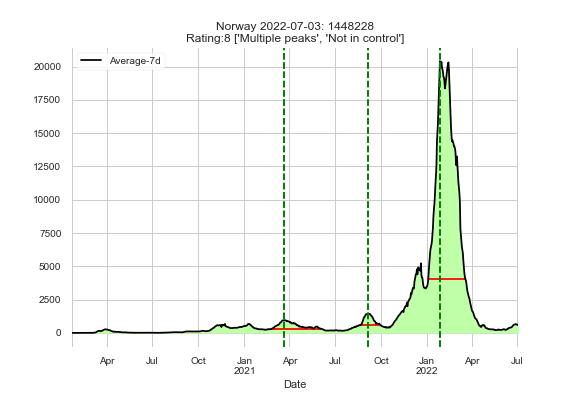 Norway 2022-07-03: 1448228
Rating:8 ['Multiple peaks', 'Not in control']
Average-7d
20000
17500
15000
12500
10000
7500
5000
2500
0
Apr Jul Oct Jan Apr Jul Oct Jan Apr Jul
2021 2022
Date